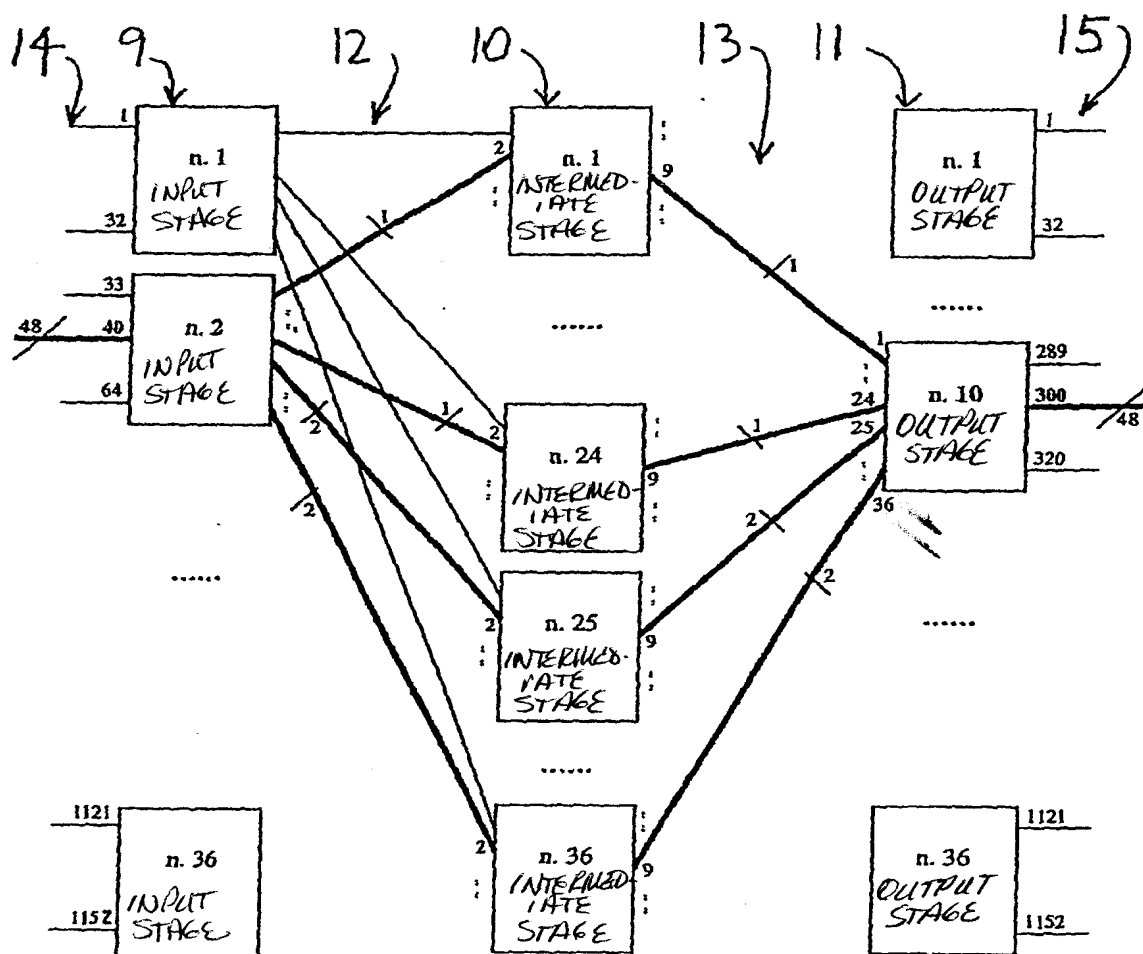 14 9 12 10 13 11 15
1
n. 1
INPUT
STAGE
32
2
n. 1
INTERMED-
IATE
STAGE
9
1
n. 1
OUTPUT
STAGE
32
33
48 40
n. 2
INPUT
STAGE
64
1
1
2
2
......
2
n. 24
INTERMED-
IATE
STAGE
9
2
n. 25
INTERMED-
IATE
STAGE
9
1
1
2
2
......
1
24
25
36
n. 10
OUTPUT
STAGE
289
300
48
320
......
......
......
1121
n. 36
INPUT
STAGE
1152
2
n. 36
INTERMED-
IATE
STAGE
9
n. 36
OUTPUT
STAGE
1121
1152